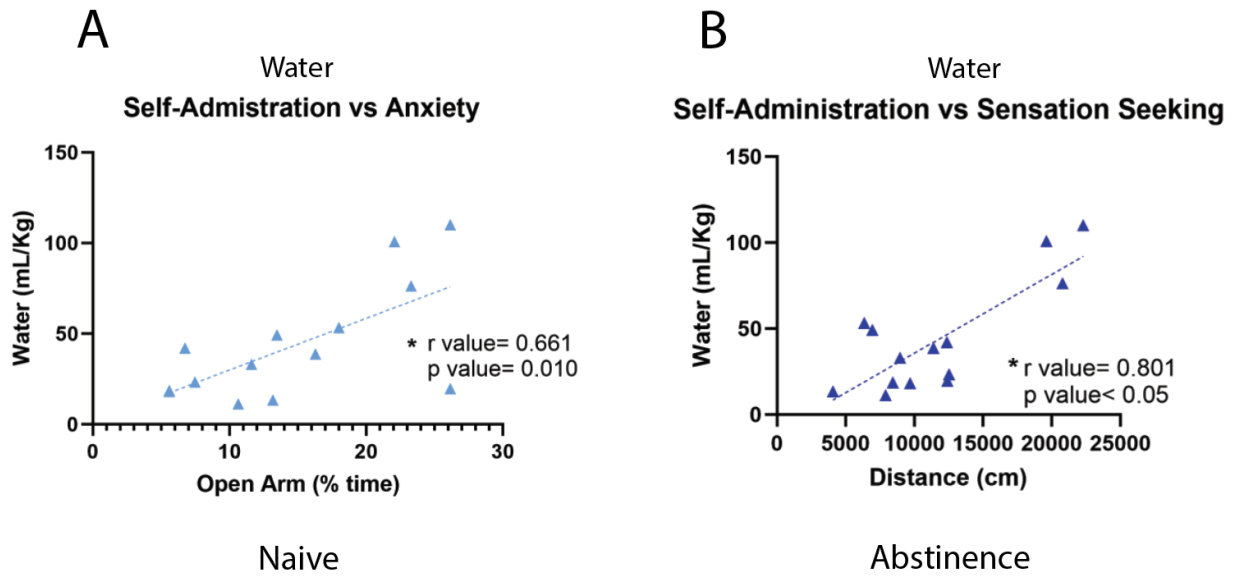 A
Water
Self-Admistration vs Anxiety
150
100
50
0
Water (mL/Kg)
* r value= 0.661
p value= 0.010
0 10 20 30
Open Arm (% time)
Naive
B
Water
Self-Administration vs Sensation Seeking
150
100
50
0
Water (mL/Kg)
* r value= 0.801
p value< 0.05
0 5000 10000 15000 20000 25000
Distance (cm)
Abstinence